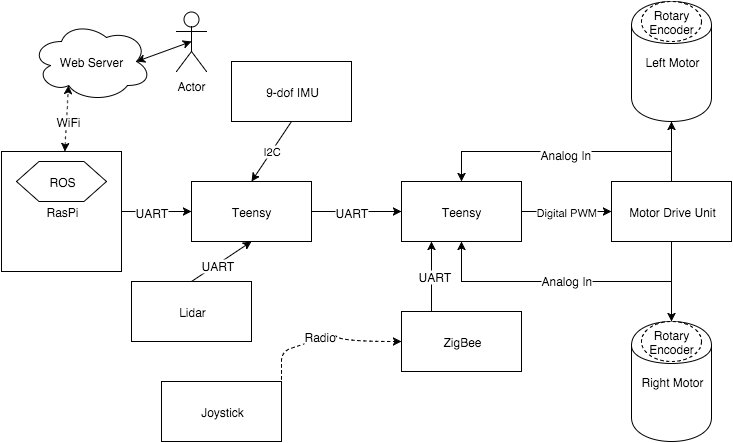 Rotary
Encoder
Left Motor
Web Server
Actor
9-dof IMU
WiFi
I2C
Analog In
ROS
RasPi
UART
Teensy
UART
Teensy
Digital PWM
Motor Drive Unit
UART
UART
Analog In
Lidar
Radio
ZigBee
Rotary
Encoder
Right Motor
Joystick